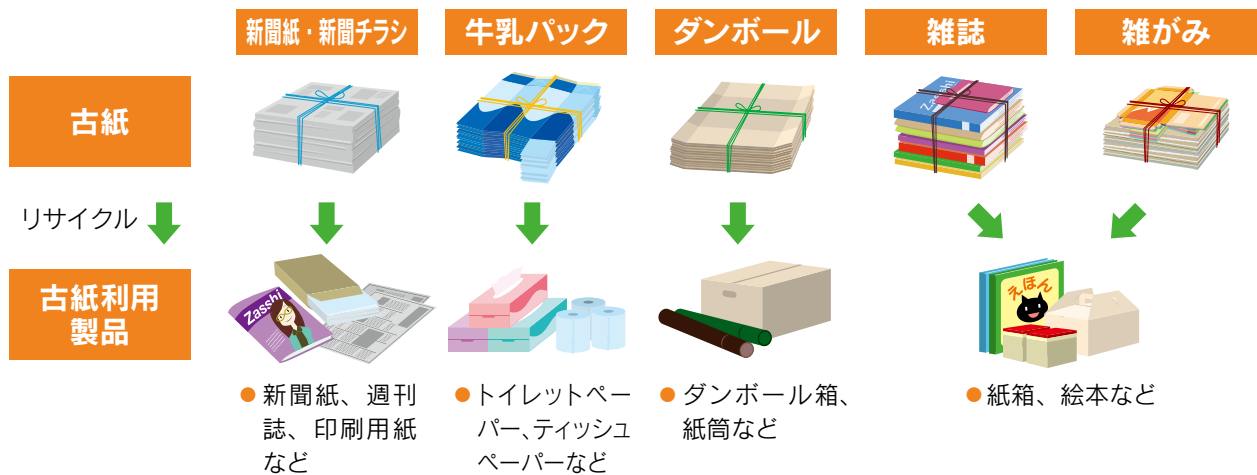 新聞紙・新聞チラシ
牛乳パック
ダンボール
雑誌
雑がみ
古紙
Zasshi
リサイクル
古紙利用
製品
Zasshi
えほん
● 新聞紙、週刊
誌、印刷用紙
など
● トイレットペー
パー、ティッシュ
ペーパーなど
● ダンボール箱、
紙筒など
● 紙箱、絵本など